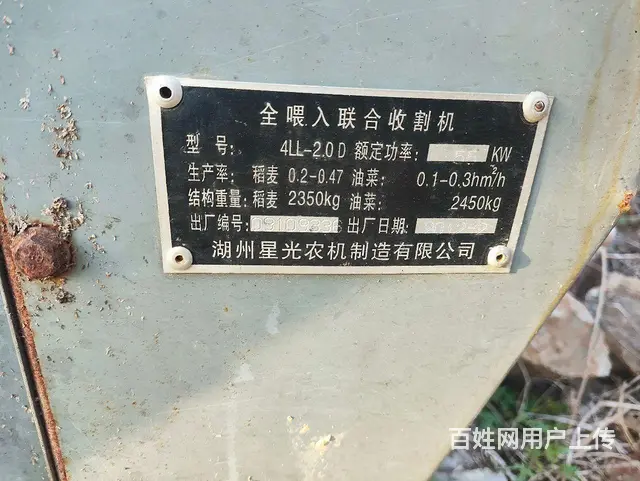 全喂入联合收割机
型 号: 4LL-2.0D 额定功率: KW
生产率: 稻麦 0.2-0.47 油菜: 0.1-0.3hm²/h
结构重量: 稻麦 2350kg 油菜: 2450kg
出厂编号: 出厂日期:
湖州星光农机制造有限公司
百姓网用户上传